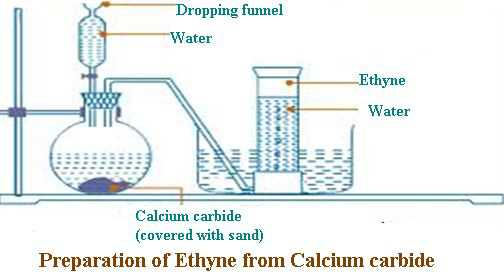 Dropping funnel
Water
Ethyne
Water
Calcium carbide
(covered with sand)
Preparation of Ethyne from Calcium carbide